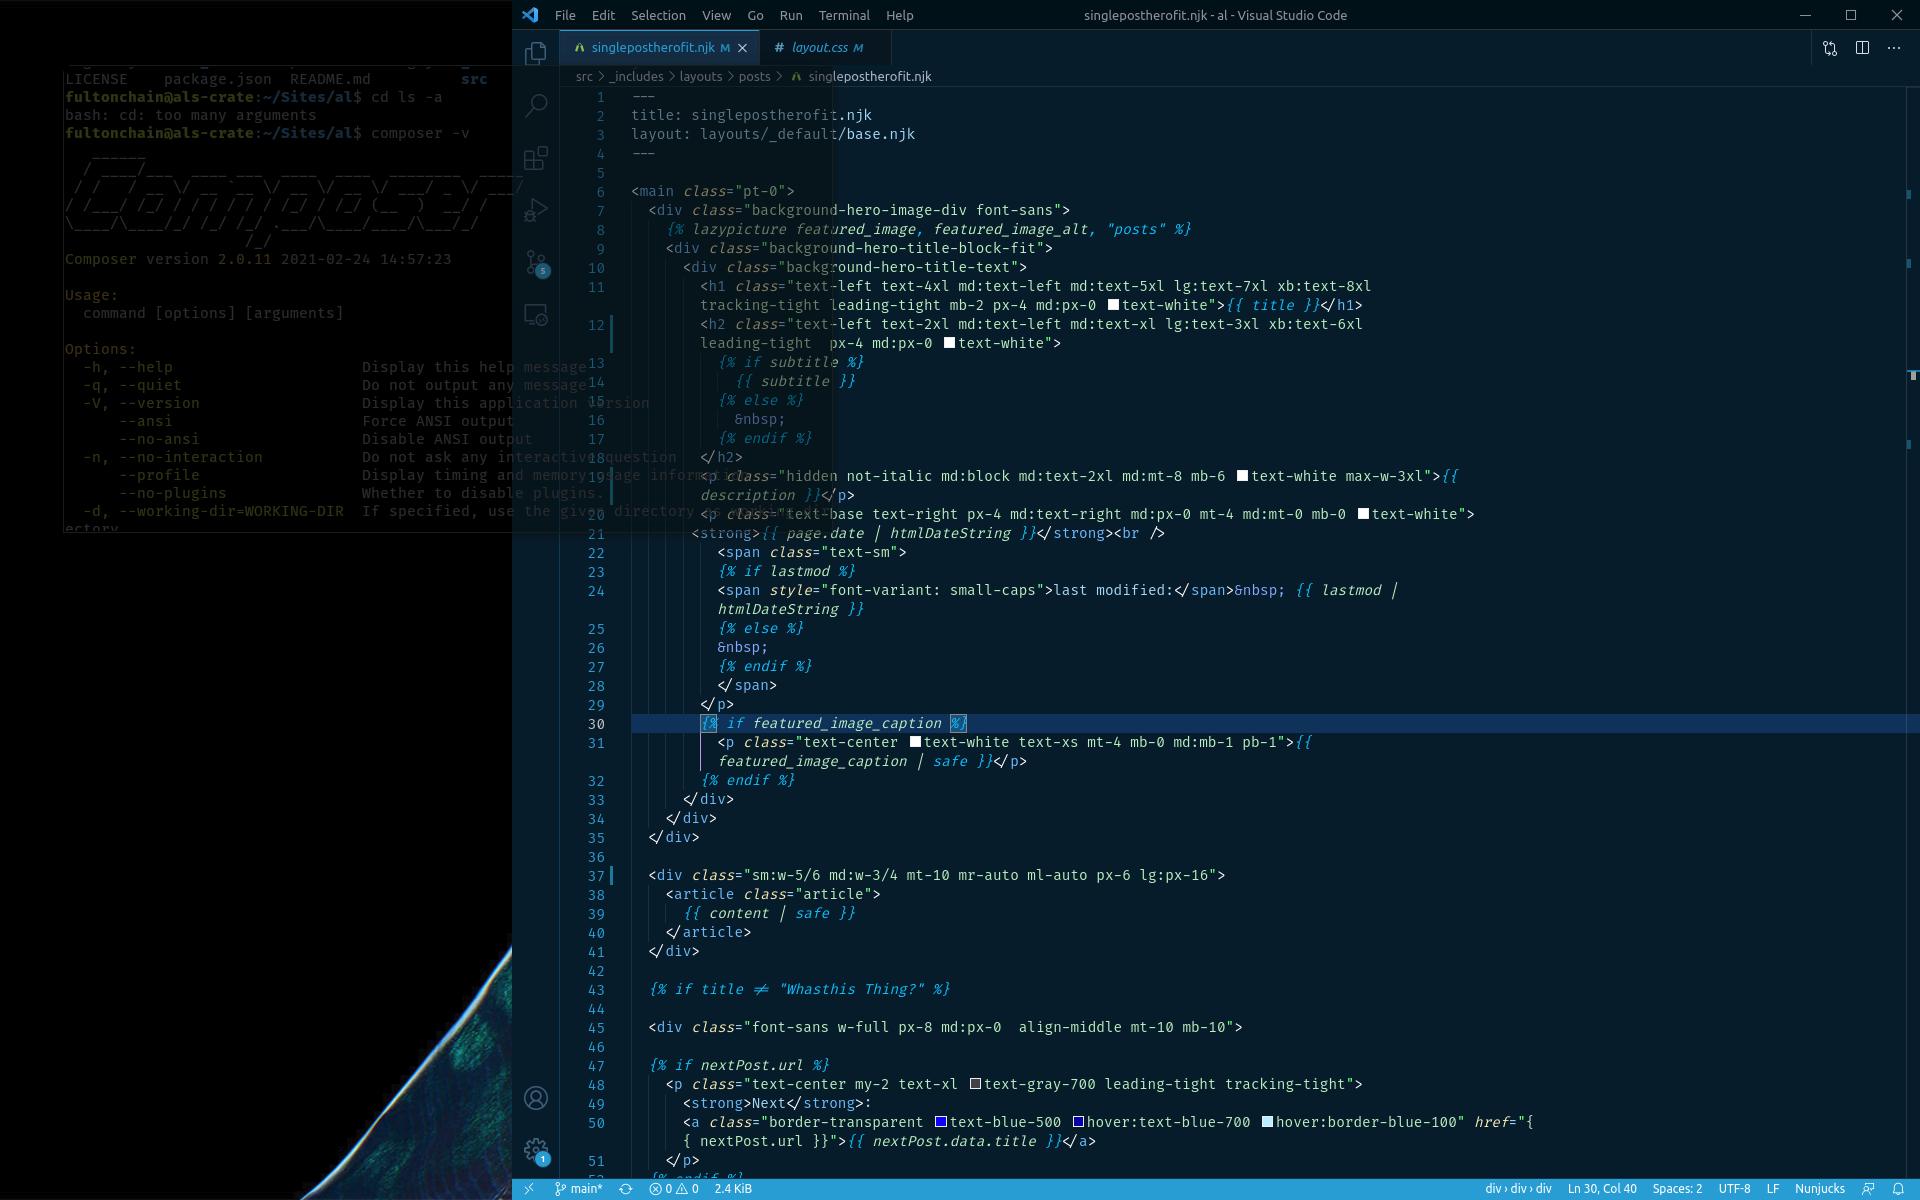 File Edit Selection View Go Run Terminal Help singlepostherofit.njk - al - Visual Studio Code
singlepostherofit.njk M layout.css M
src > _includes > layouts > posts > singlepostherofit.njk
LICENSE package.json README.md src
fultonchain@als-crate:~/Sites/al$ cd ls -a
bash: cd: too many arguments
fultonchain@als-crate:~/Sites/al$ composer -v
Composer version 2.0.11 2021-02-24 14:57:23
Usage:
command [options] [arguments]
Options:
-h, --help Display this help message
-q, --quiet Do not output any message
-V, --version Display this application version
--ansi Force ANSI output
--no-ansi Disable ANSI output
-n, --no-interaction Do not ask any interactive question
--profile Display timing and memory usage information
--no-plugins Whether to disable plugins.
-d, --working-dir=WORKING-DIR If specified, use the given directory as working dir
ectory.
1 ---
2 title: singlepostherofit.njk
3 layout: layouts/_default/base.njk
4 ---
5
6 <main class="pt-0">
7 <div class="background-hero-image-div font-sans">
8 {% lazypicture featured_image, featured_image_alt, "posts" %}
9 <div class="background-hero-title-block-fit">
10 <div class="background-hero-title-text">
11 <h1 class="text-left text-4xl md:text-left md:text-5xl lg:text-7xl xb:text-8xl
tracking-tight leading-tight mb-2 px-4 md:px-0 text-white">{{ title }}</h1>
12 <h2 class="text-left text-2xl md:text-left md:text-xl lg:text-3xl xb:text-6xl
leading-tight  px-4 md:px-0 text-white">
13 {% if subtitle %}
14 {{ subtitle }}
15 {% else %}
16 &nbsp;
17 {% endif %}
18 </h2>
19 <p class="hidden not-italic md:block md:text-2xl md:mt-8 mb-6 text-white max-w-3xl">{{
description }}</p>
20 <p class="text-base text-right px-4 md:text-right md:px-0 mt-4 md:mt-0 mb-0 text-white">
21 <strong>{{ page.date | htmlDateString }}</strong><br />
22 <span class="text-sm">
23 {% if lastmod %}
24 <span style="font-variant: small-caps">last modified:</span>&nbsp; {{ lastmod |
htmlDateString }}
25 {% else %}
26 &nbsp;
27 {% endif %}
28 </span>
29 </p>
30 {% if featured_image_caption %}
31 <p class="text-center text-white text-xs mt-4 mb-0 md:mb-1 pb-1">{{
featured_image_caption | safe }}</p>
32 {% endif %}
33 </div>
34 </div>
35 </div>
36
37 <div class="sm:w-5/6 md:w-3/4 mt-10 mr-auto ml-auto px-6 lg:px-16">
38 <article class="article">
39 {{ content | safe }}
40 </article>
41 </div>
42
43 {% if title != "Whasthis Thing?" %}
44
45 <div class="font-sans w-full px-8 md:px-0  align-middle mt-10 mb-10">
46
47 {% if nextPost.url %}
48 <p class="text-center my-2 text-xl text-gray-700 leading-tight tracking-tight">
49 <strong>Next</strong>:
50 <a class="border-transparent text-blue-500 hover:text-blue-700 hover:border-blue-100" href="{
{ nextPost.url }}">{{ nextPost.data.title }}</a>
51 </p>
{% endif %}
5
1
main* 0 0 2.4 KiB div › div › div Ln 30, Col 40 Spaces: 2 UTF-8 LF Nunjucks